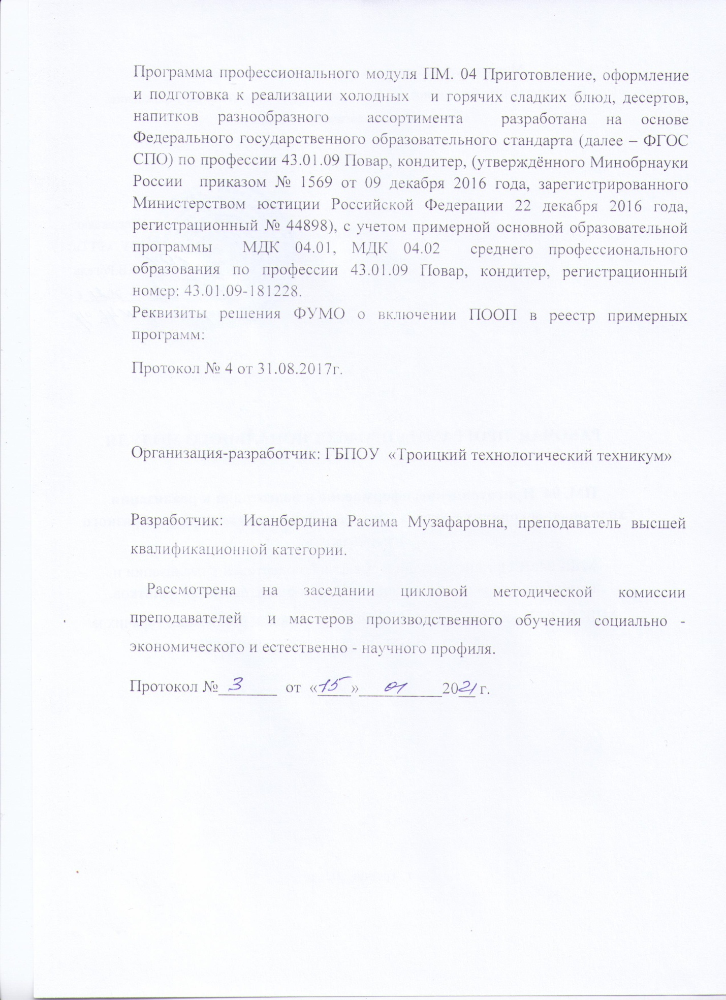 Программа профессионального модуля ПМ. 04 Приготовление, оформление
и подготовка к реализации холодных и горячих сладких блюд, десертов,
напитков разнообразного ассортимента разработана на основе
Федерального государственного образовательного стандарта (далее – ФГОС
СПО) по профессии 43.01.09 Повар, кондитер, (утверждённого Минобрнауки
России приказом № 1569 от 09 декабря 2016 года, зарегистрированного
Министерством юстиции Российской Федерации 22 декабря 2016 года,
регистрационный № 44898), с учетом примерной основной образовательной
программы МДК 04.01, МДК 04.02 среднего профессионального
образования по профессии 43.01.09 Повар, кондитер, регистрационный
номер: 43.01.09-181228.
Реквизиты решения ФУМО о включении ПООП в реестр примерных
программ:
Протокол № 4 от 31.08.2017г.
Организация-разработчик: ГБПОУ «Троицкий технологический техникум»
Разработчик: Исанбердина Расима Музафаровна, преподаватель высшей
квалификационной категории.
Рассмотрена на заседании цикловой методической комиссии
преподавателей и мастеров производственного обучения социально -
экономического и естественно - научного профиля.
Протокол № 3 от «15» 01 2021 г.